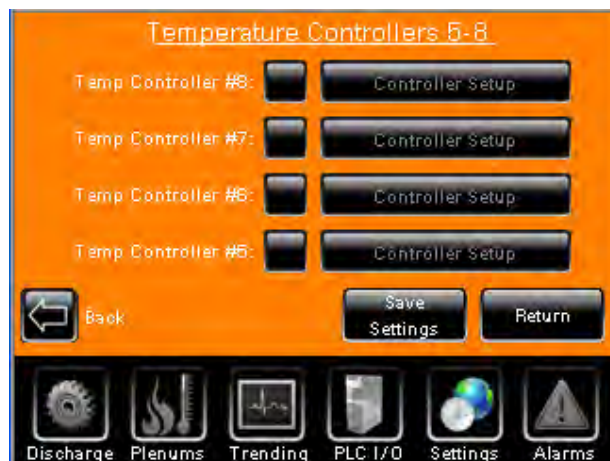 Temperature Controllers 5-8
Temp Controller #8: Controller Setup
Temp Controller #7: Controller Setup
Temp Controller #6: Controller Setup
Temp Controller #5: Controller Setup
Back Save Settings Return
Discharge Plenums Trending PLC I/O Settings Alarms